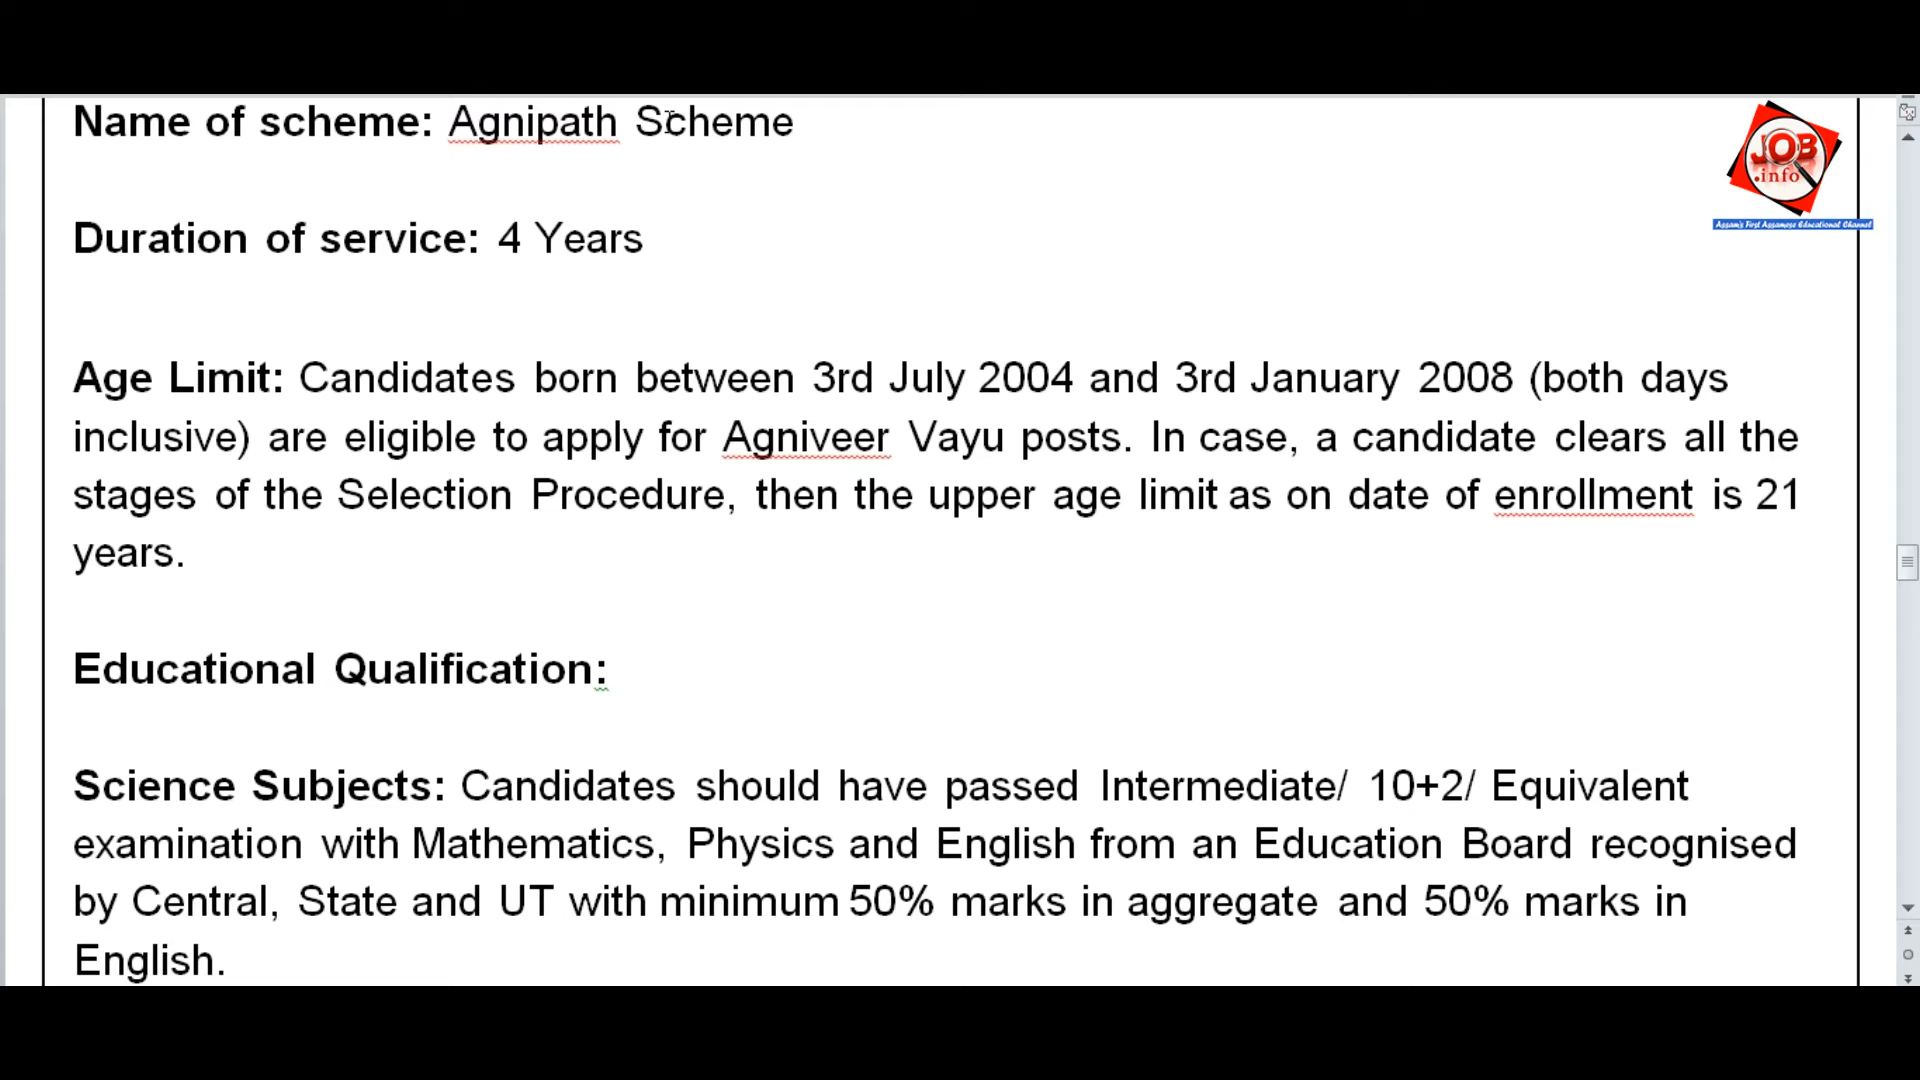 Name of scheme: Agnipath Scheme
JOB
.info
Assam's First Assamese Educational Channel
Duration of service: 4 Years
Age Limit: Candidates born between 3rd July 2004 and 3rd January 2008 (both days
inclusive) are eligible to apply for Agniveer Vayu posts. In case, a candidate clears all the
stages of the Selection Procedure, then the upper age limit as on date of enrollment is 21
years.
Educational Qualification:
Science Subjects: Candidates should have passed Intermediate/ 10+2/ Equivalent
examination with Mathematics, Physics and English from an Education Board recognised
by Central, State and UT with minimum 50% marks in aggregate and 50% marks in
English.